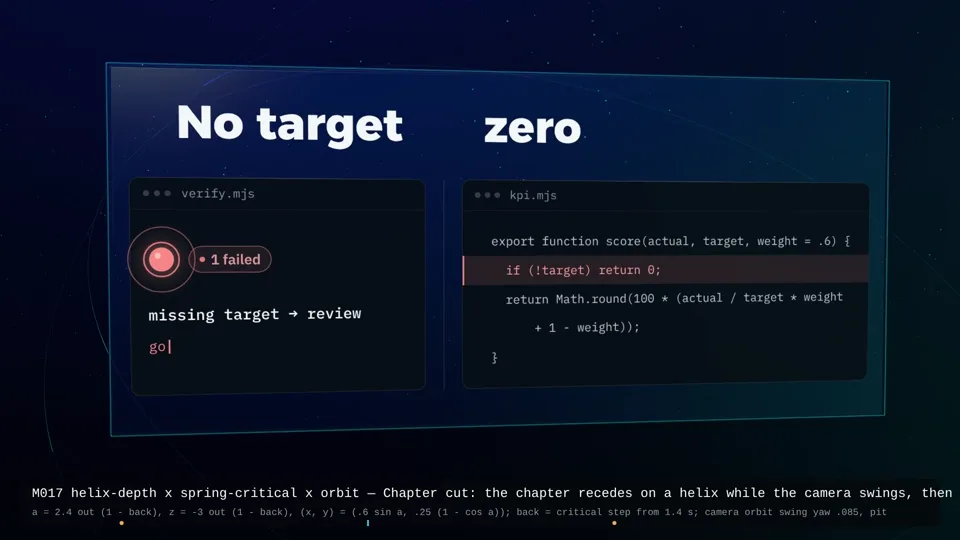 No target zero
verify.mjs
1 failed
missing target → review
go
kpi.mjs
export function score(actual, target, weight = .6) {
if (!target) return 0;
return Math.round(100 * (actual / target * weight
+ 1 - weight));
}
M017 helix-depth x spring-critical x orbit — Chapter cut: the chapter recedes on a helix while the camera swings, then
a = 2.4 out (1 - back), z = -3 out (1 - back), (x, y) = (.6 sin a, .25 (1 - cos a)); back = critical step from 1.4 s; camera orbit swing yaw .085, pit